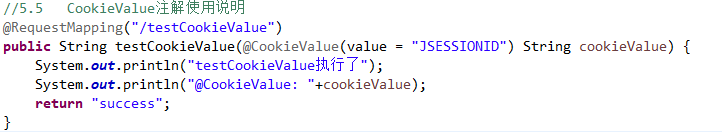 //5.5   CookieValue注解使用说明
@RequestMapping("/testCookieValue")
public String testCookieValue(@CookieValue(value = "JSESSIONID") String cookieValue) {
    System.out.println("testCookieValue执行了");
    System.out.println("@CookieValue: "+cookieValue);
    return "success";
}